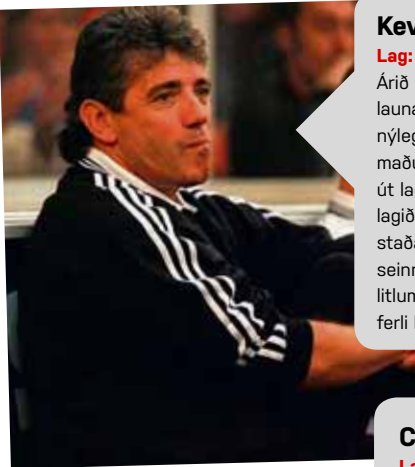 Kev
Lag:
Árið
launa
nýleg
maðu
út la
lagið
staða
seinn
litlum
ferli
C